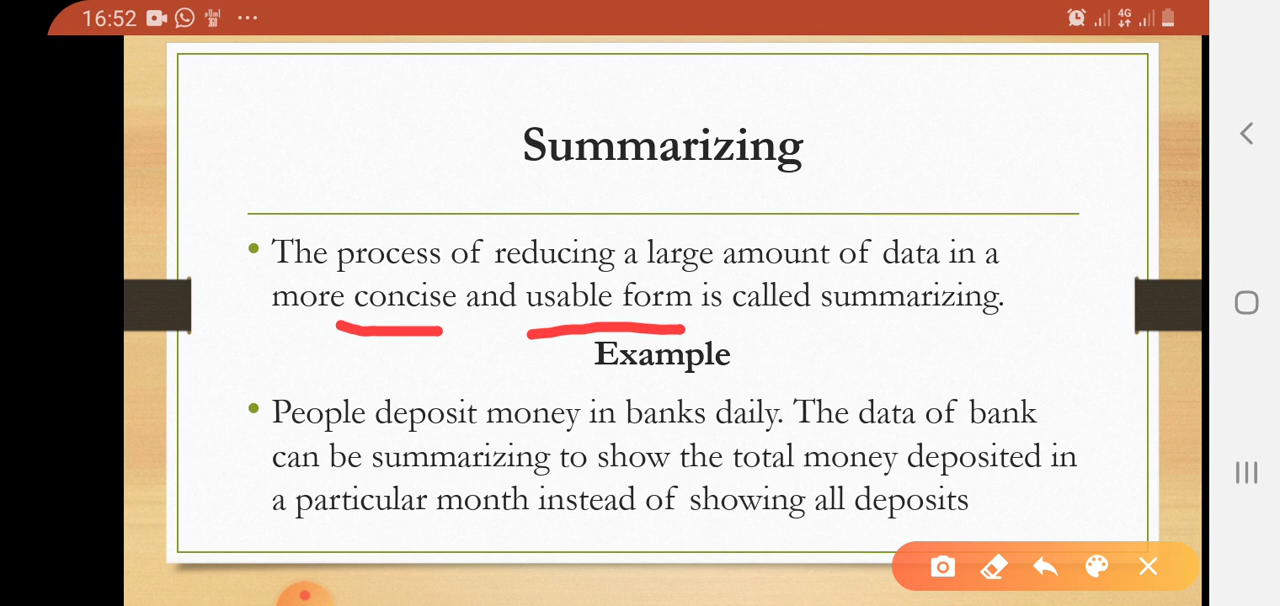 16:52
4G
Summarizing
• The process of reducing a large amount of data in a
more concise and usable form is called summarizing.
Example
• People deposit money in banks daily. The data of bank
can be summarizing to show the total money deposited in
a particular month instead of showing all deposits